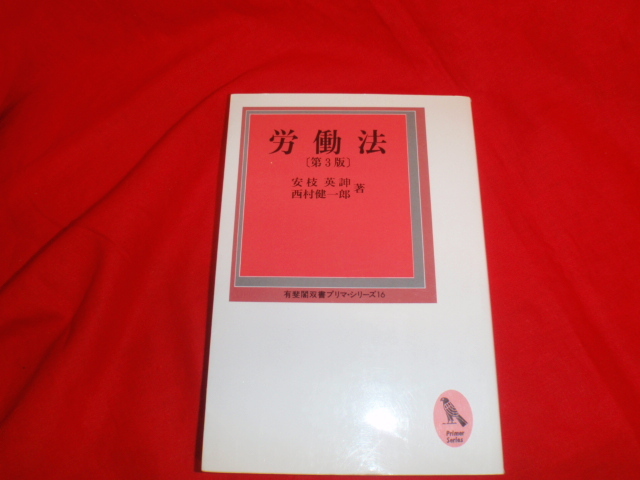 労働法
〔第3版〕
安枝英訷
西村健一郎
著
有斐閣双書プリマ・シリーズ16
Primer
Series